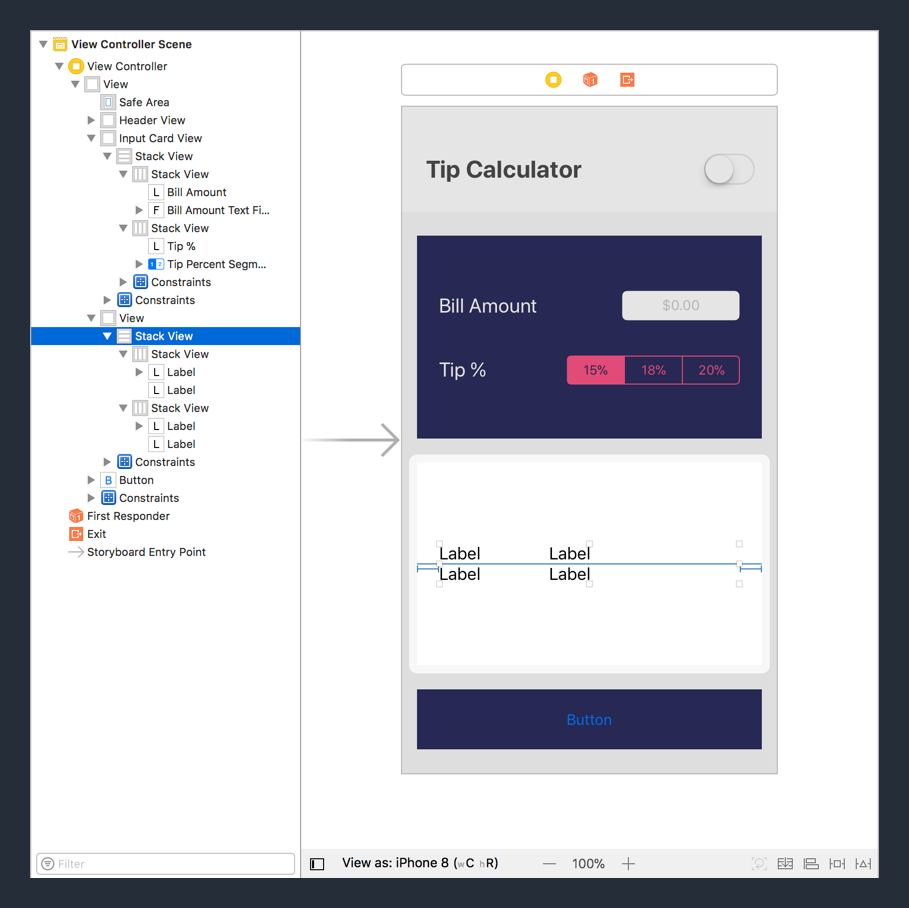 View Controller Scene
View Controller
View
Safe Area
Header View
Input Card View
Stack View
Stack View
L Bill Amount
F Bill Amount Text Fi...
Stack View
L Tip %
1 2 Tip Percent Segm...
Constraints
Constraints
View
Stack View
Stack View
L Label
L Label
Stack View
L Label
L Label
Constraints
B Button
Constraints
First Responder
Exit
Storyboard Entry Point
Filter
Tip Calculator
Bill Amount $0.00
Tip % 15% 18% 20%
Label Label
Label Label
Button
View as: iPhone 8 (wC hR) — 100% +